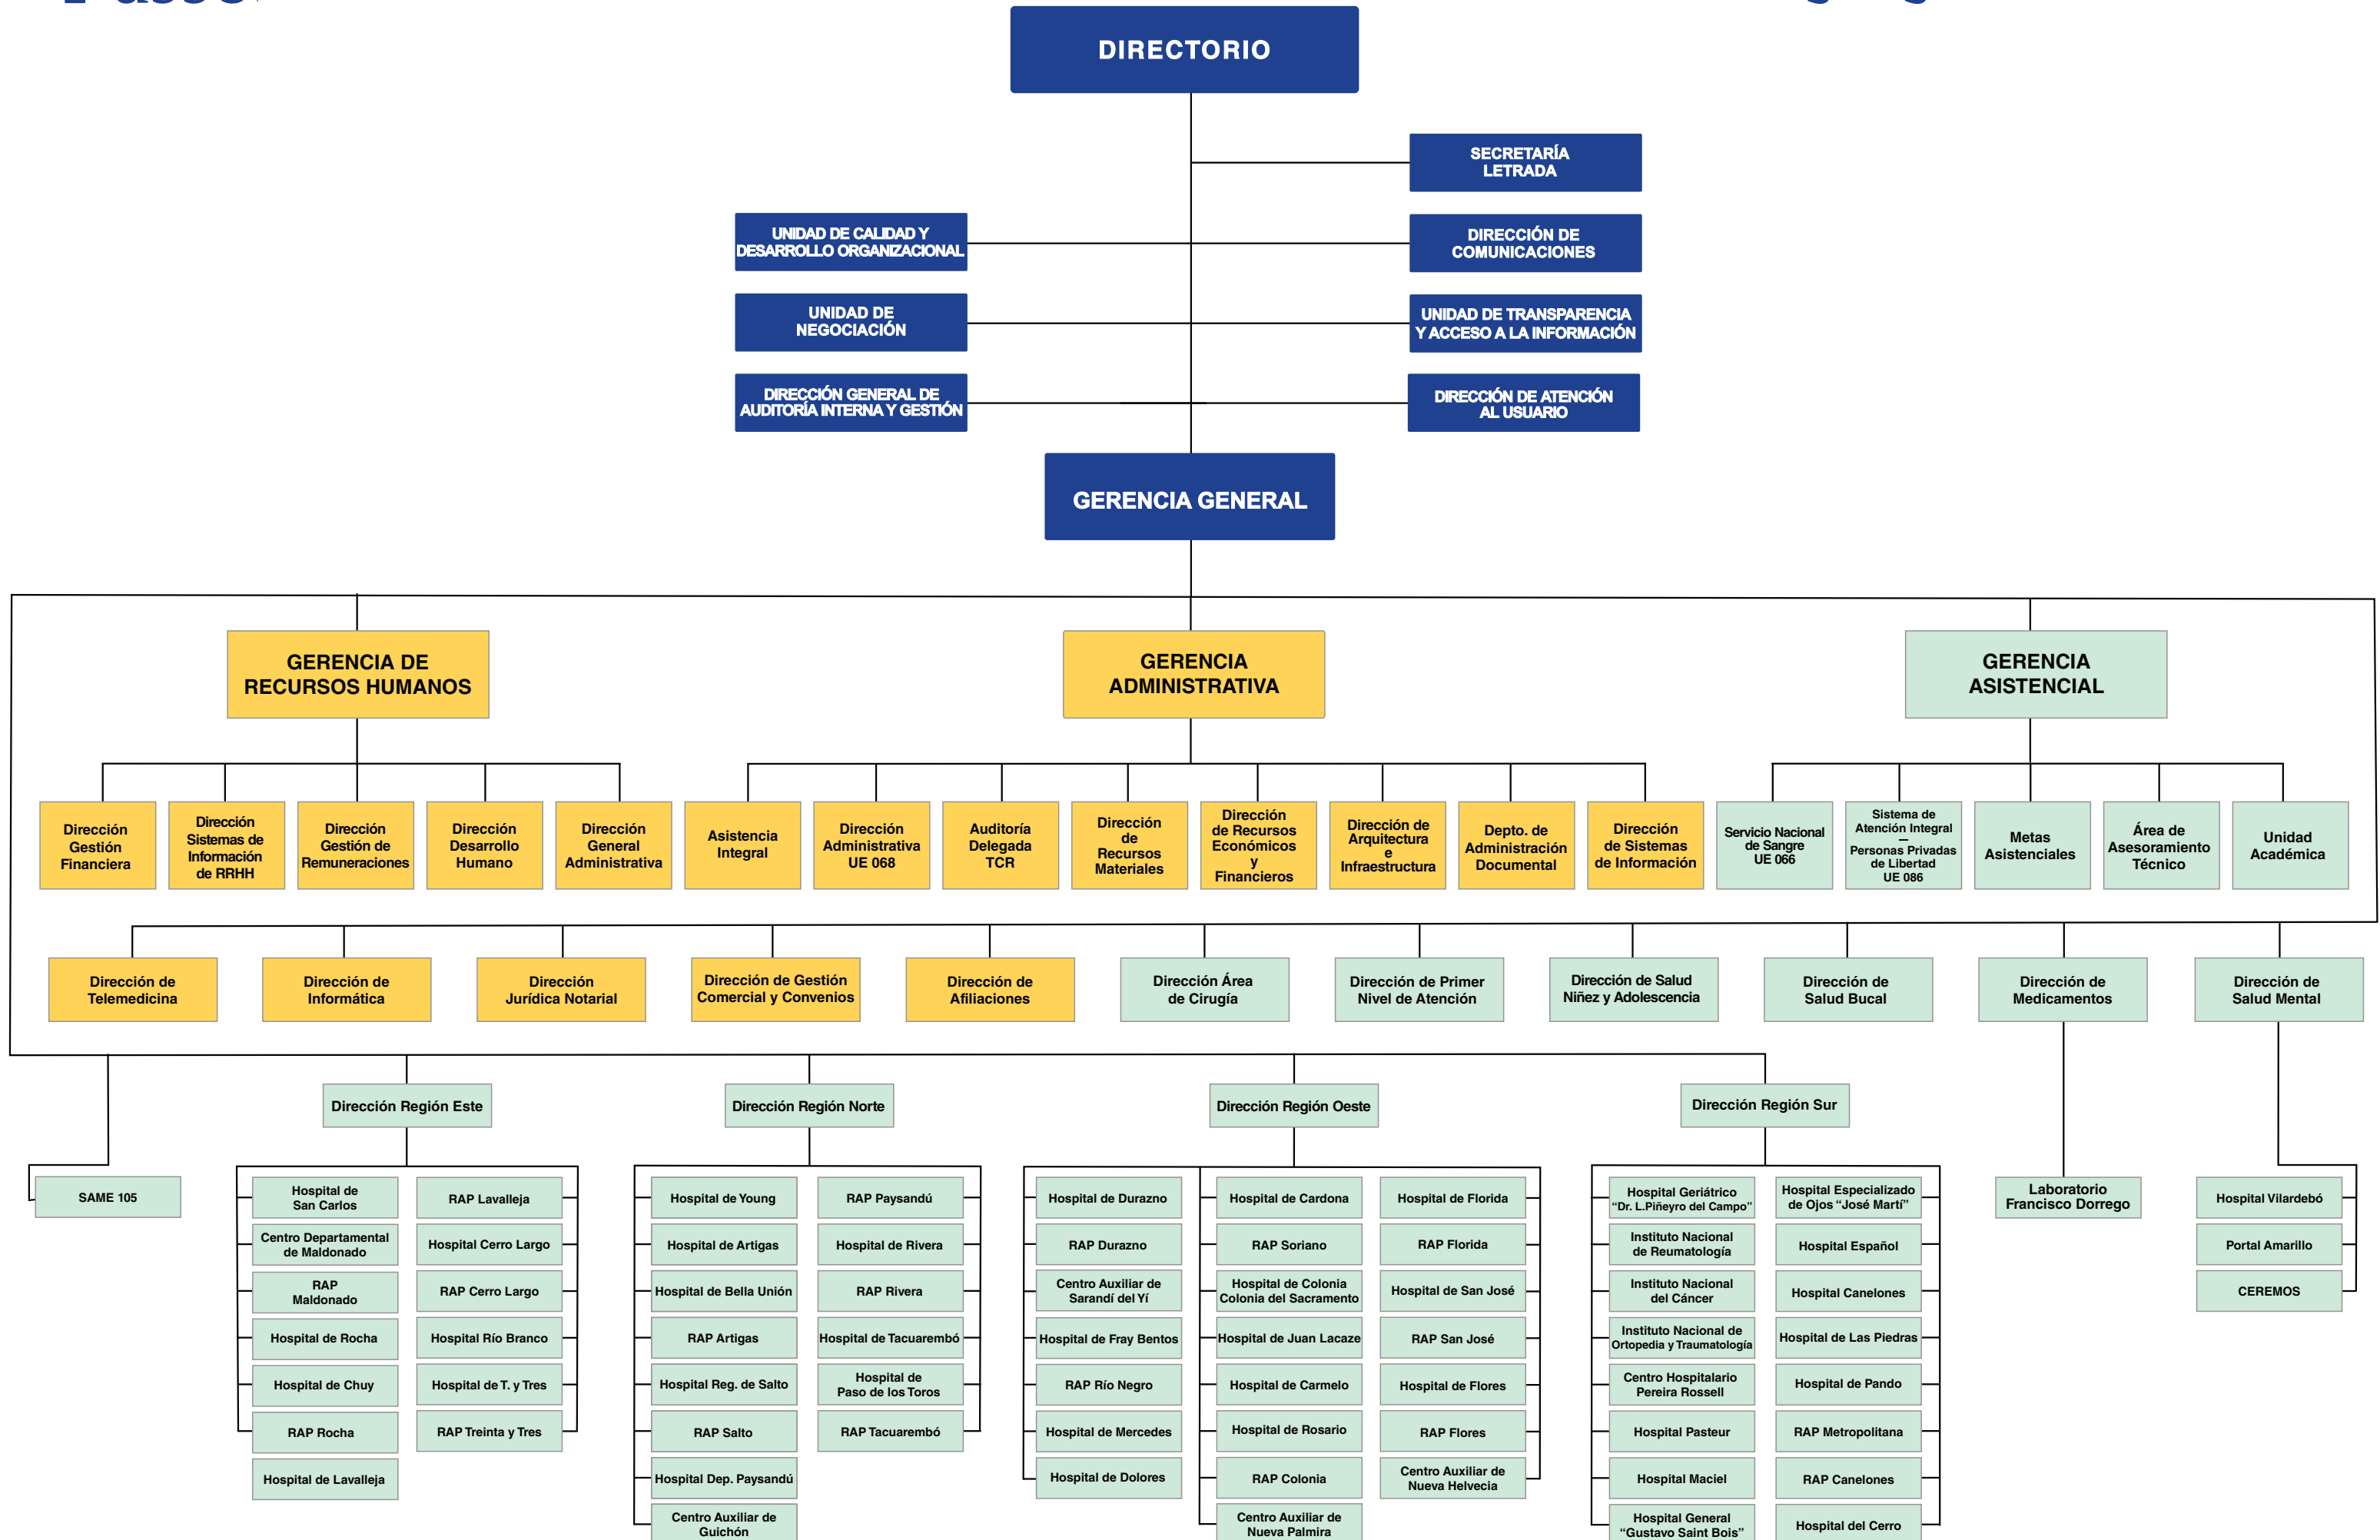 DIRECTORIO
SECRETARÍA
LETRADA
UNIDAD DE CALIDAD Y
DESARROLLO ORGANIZACIONAL
DIRECCIÓN DE
COMUNICACIONES
UNIDAD DE
NEGOCIACIÓN
UNIDAD DE TRANSPARENCIA
Y ACCESO A LA INFORMACIÓN
DIRECCIÓN GENERAL DE
AUDITORÍA INTERNA Y GESTIÓN
DIRECCIÓN DE ATENCIÓN
AL USUARIO
GERENCIA GENERAL
GERENCIA DE
RECURSOS HUMANOS
GERENCIA
ADMINISTRATIVA
GERENCIA
ASISTENCIAL
Dirección
Gestión
Financiera
Dirección
Sistemas de
Información
de RRHH
Dirección
Gestión de
Remuneraciones
Dirección
Desarrollo
Humano
Dirección
General
Administrativa
Asistencia
Integral
Dirección
Administrativa
UE 068
Auditoría
Delegada
TCR
Dirección
de
Recursos
Materiales
Dirección
de Recursos
Económicos
y
Financieros
Dirección de
Arquitectura
e
Infraestructura
Depto. de
Administración
Documental
Dirección
de Sistemas
de Información
Servicio Nacional
de Sangre
UE 066
Sistema de
Atención Integral
—
Personas Privadas
de Libertad
UE 086
Metas
Asistenciales
Área de
Asesoramiento
Técnico
Unidad
Académica
Dirección de
Telemedicina
Dirección de
Informática
Dirección
Jurídica Notarial
Dirección de Gestión
Comercial y Convenios
Dirección de
Afiliaciones
Dirección Área
de Cirugía
Dirección de Primer
Nivel de Atención
Dirección de Salud
Niñez y Adolescencia
Dirección de
Salud Bucal
Dirección de
Medicamentos
Dirección de
Salud Mental
Dirección Región Este
Dirección Región Norte
Dirección Región Oeste
Dirección Región Sur
SAME 105
Hospital de
San Carlos
Centro Departamental
de Maldonado
RAP
Maldonado
Hospital de Rocha
Hospital de Chuy
RAP Rocha
Hospital de Lavalleja
RAP Lavalleja
Hospital Cerro Largo
RAP Cerro Largo
Hospital Río Branco
Hospital de T. y Tres
RAP Treinta y Tres
Hospital de Young
Hospital de Artigas
Hospital de Bella Unión
RAP Artigas
Hospital Reg. de Salto
RAP Salto
Hospital Dep. Paysandú
Centro Auxiliar de
Guichón
RAP Paysandú
Hospital de Rivera
RAP Rivera
Hospital de Tacuarembó
Hospital de
Paso de los Toros
RAP Tacuarembó
Hospital de Durazno
RAP Durazno
Centro Auxiliar de
Sarandí del Yí
Hospital de Fray Bentos
RAP Río Negro
Hospital de Mercedes
Hospital de Dolores
Hospital de Cardona
RAP Soriano
Hospital de Colonia
Colonia del Sacramento
Hospital de Juan Lacaze
Hospital de Carmelo
Hospital de Rosario
RAP Colonia
Centro Auxiliar de
Nueva Palmira
Hospital de Florida
RAP Florida
Hospital de San José
RAP San José
Hospital de Flores
RAP Flores
Centro Auxiliar de
Nueva Helvecia
Hospital Geriátrico
“Dr. L.Piñeyro del Campo”
Instituto Nacional
de Reumatología
Instituto Nacional
del Cáncer
Instituto Nacional de
Ortopedia y Traumatología
Centro Hospitalario
Pereira Rossell
Hospital Pasteur
Hospital Maciel
Hospital General
“Gustavo Saint Bois”
Hospital Especializado
de Ojos “José Martí”
Hospital Español
Hospital Canelones
Hospital de Las Piedras
Hospital de Pando
RAP Metropolitana
RAP Canelones
Hospital del Cerro
Laboratorio
Francisco Dorrego
Hospital Vilardebó
Portal Amarillo
CEREMOS